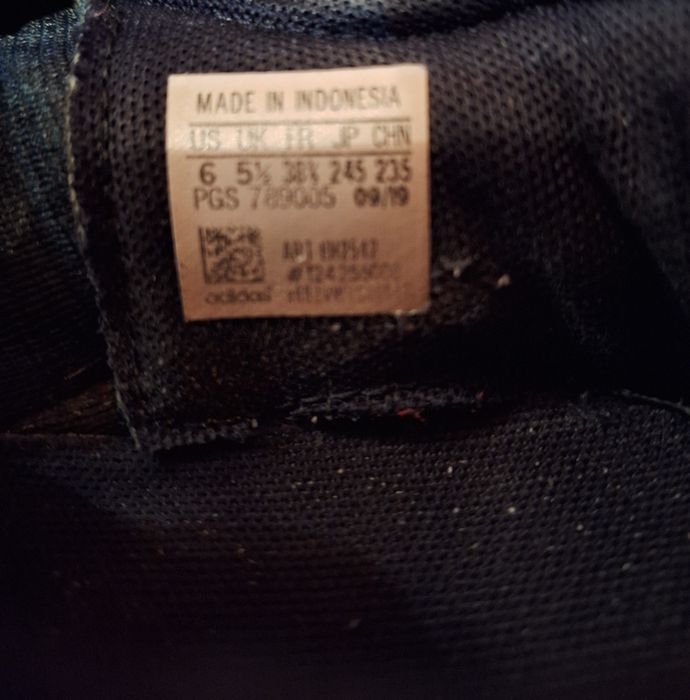 MADE IN INDONESIA
US UK FR JP CHN
6 5½ 38⅔ 245 235
PGS 789005 09/19
ART
adidas